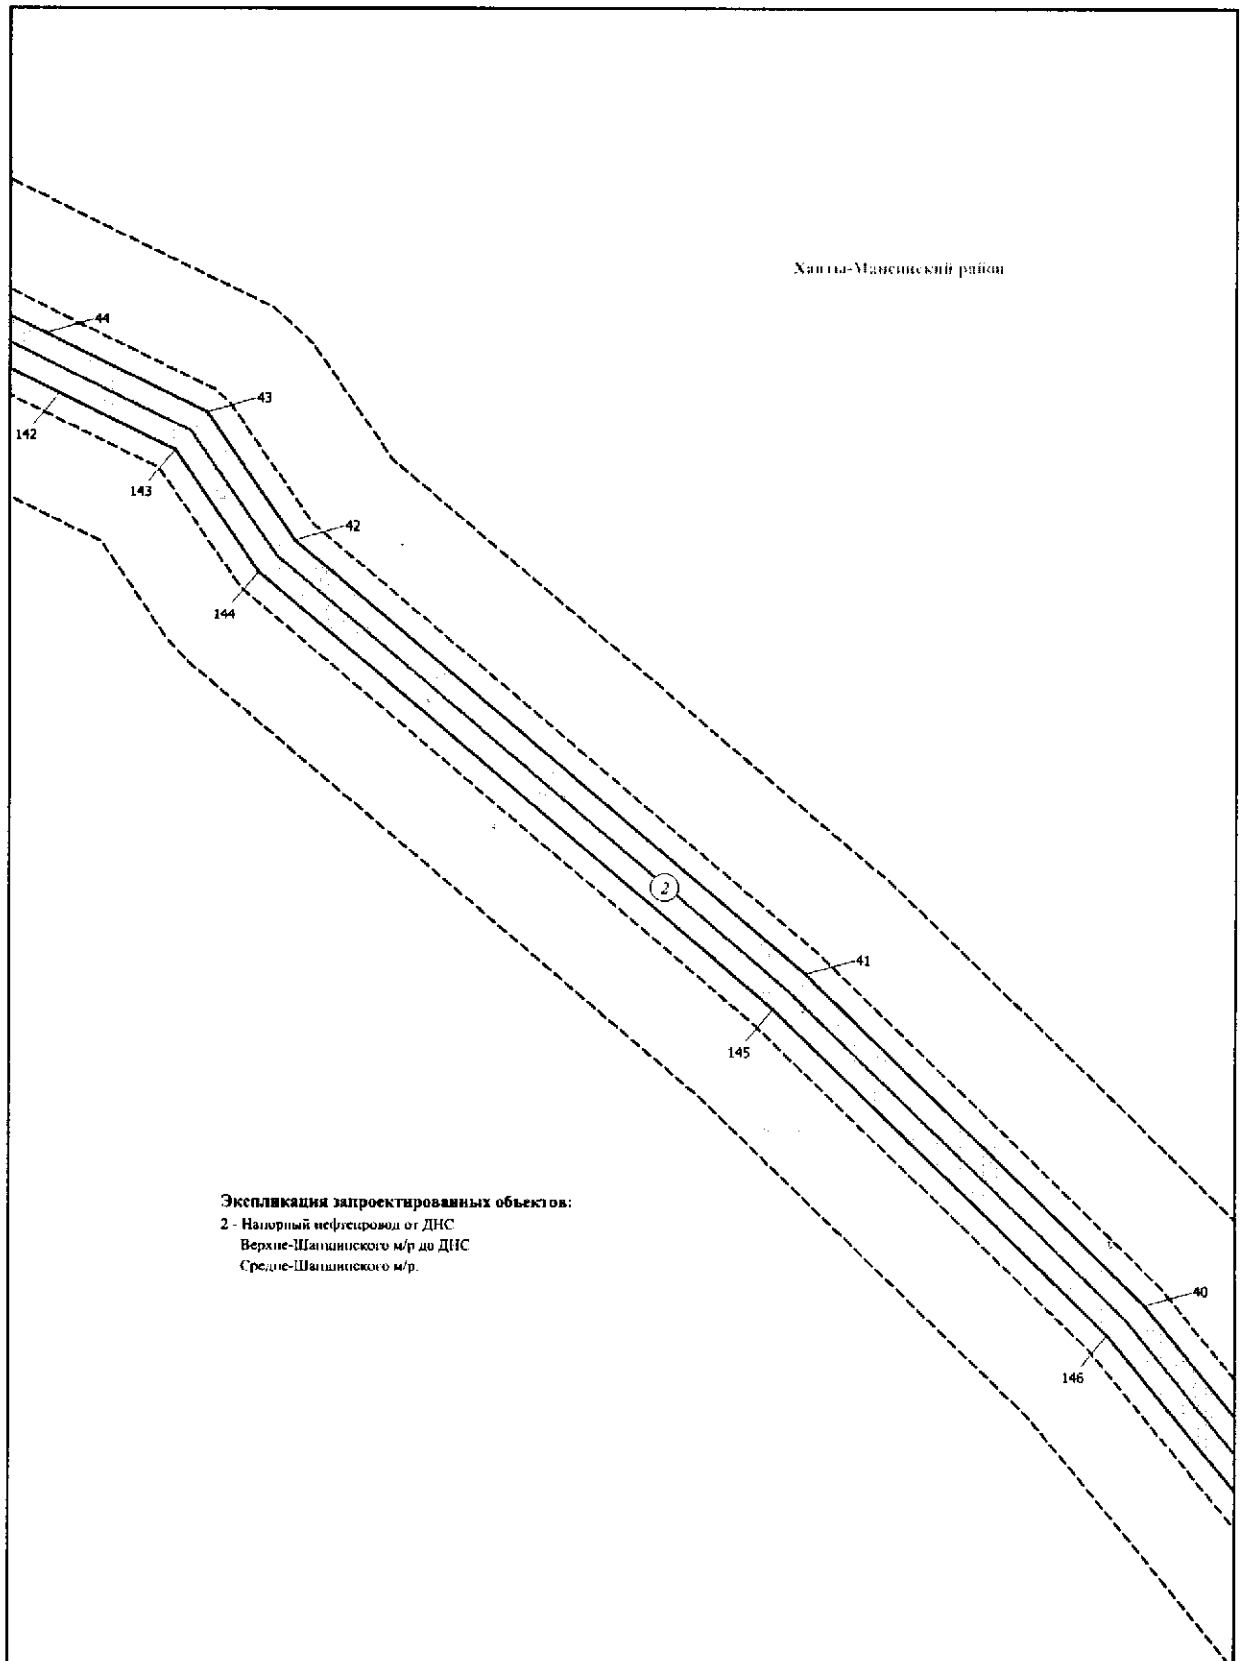 Ханты-Мансийский район
44
43
142
143
42
144
2
41
145
Экспликация запроектированных объектов:
2 - Напорный нефтепровод от ДНС
Верхне-Шапшинского м/р до ДНС
Средне-Шапшинского м/р.
40
146